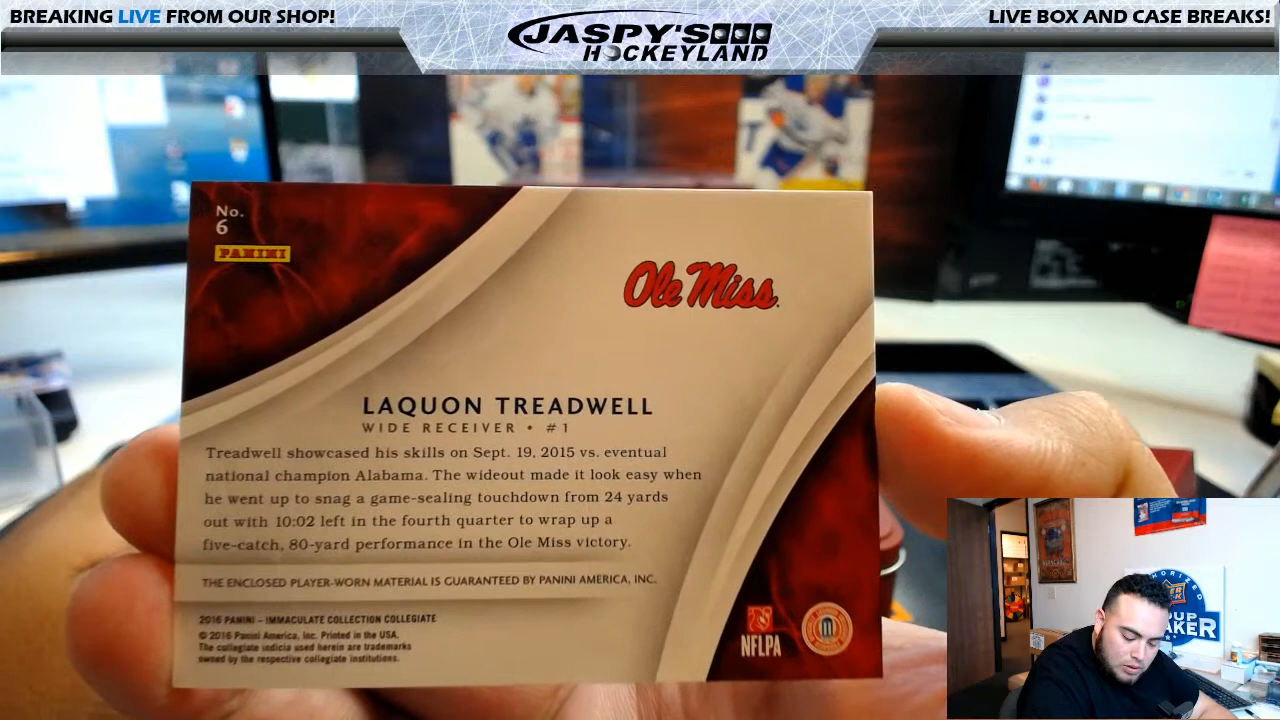 BREAKING LIVE FROM OUR SHOP!
JASPY'S
HOCKEYLAND
LIVE BOX AND CASE BREAKS!
No.
6
PANINI
Ole Miss
LAQUON TREADWELL
WIDE RECEIVER • #1
Treadwell showcased his skills on Sept. 19, 2015 vs. eventual
national champion Alabama. The wideout made it look easy when
he went up to snag a game-sealing touchdown from 24 yards
out with 10:02 left in the fourth quarter to wrap up a
five-catch, 80-yard performance in the Ole Miss victory.
THE ENCLOSED PLAYER-WORN MATERIAL IS GUARANTEED BY PANINI AMERICA, INC.
2016 PANINI – IMMACULATE COLLECTION COLLEGIATE
© 2016 Panini America, Inc. Printed in the USA.
The collegiate indicia used herein are trademarks
owned by the respective collegiate institutions.
NFLPA